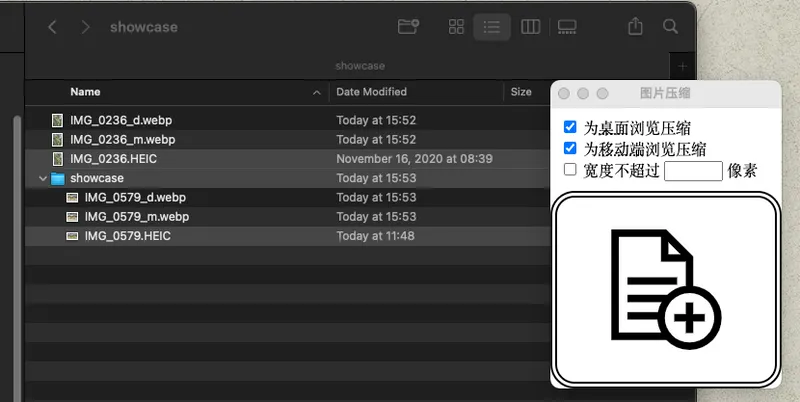 showcase
showcase
Name Date Modified Size
IMG_0236_d.webp Today at 15:52
IMG_0236_m.webp Today at 15:52
IMG_0236.HEIC November 16, 2020 at 08:39
showcase Today at 15:53
IMG_0579_d.webp Today at 15:53
IMG_0579_m.webp Today at 15:53
IMG_0579.HEIC Today at 11:48
图片压缩
为桌面浏览压缩
为移动端浏览压缩
宽度不超过 像素